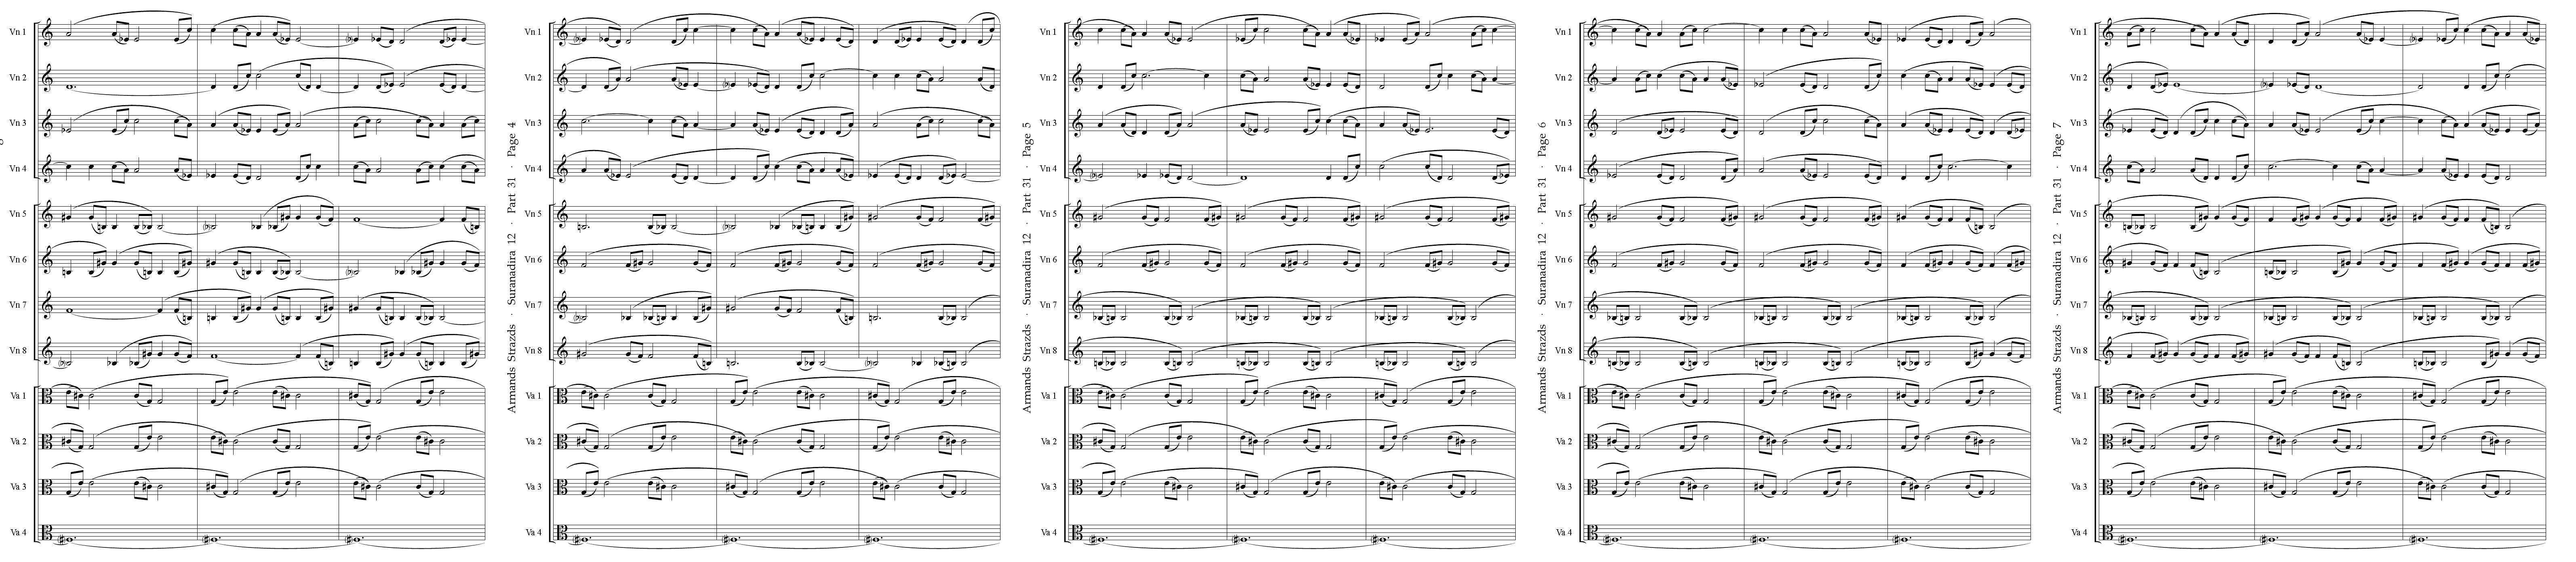 Vn 1
Vn 2
Vn 3
Vn 4
Vn 5
Vn 6
Vn 7
Vn 8
Va 1
Va 2
Va 3
Va 4
Armands Strazds · Suranadira 12 · Part 31 · Page 4
Vn 1
Vn 2
Vn 3
Vn 4
Vn 5
Vn 6
Vn 7
Vn 8
Va 1
Va 2
Va 3
Va 4
Armands Strazds · Suranadira 12 · Part 31 · Page 5
Vn 1
Vn 2
Vn 3
Vn 4
Vn 5
Vn 6
Vn 7
Vn 8
Va 1
Va 2
Va 3
Va 4
Armands Strazds · Suranadira 12 · Part 31 · Page 6
Vn 1
Vn 2
Vn 3
Vn 4
Vn 5
Vn 6
Vn 7
Vn 8
Va 1
Va 2
Va 3
Va 4
Armands Strazds · Suranadira 12 · Part 31 · Page 7
Vn 1
Vn 2
Vn 3
Vn 4
Vn 5
Vn 6
Vn 7
Vn 8
Va 1
Va 2
Va 3
Va 4